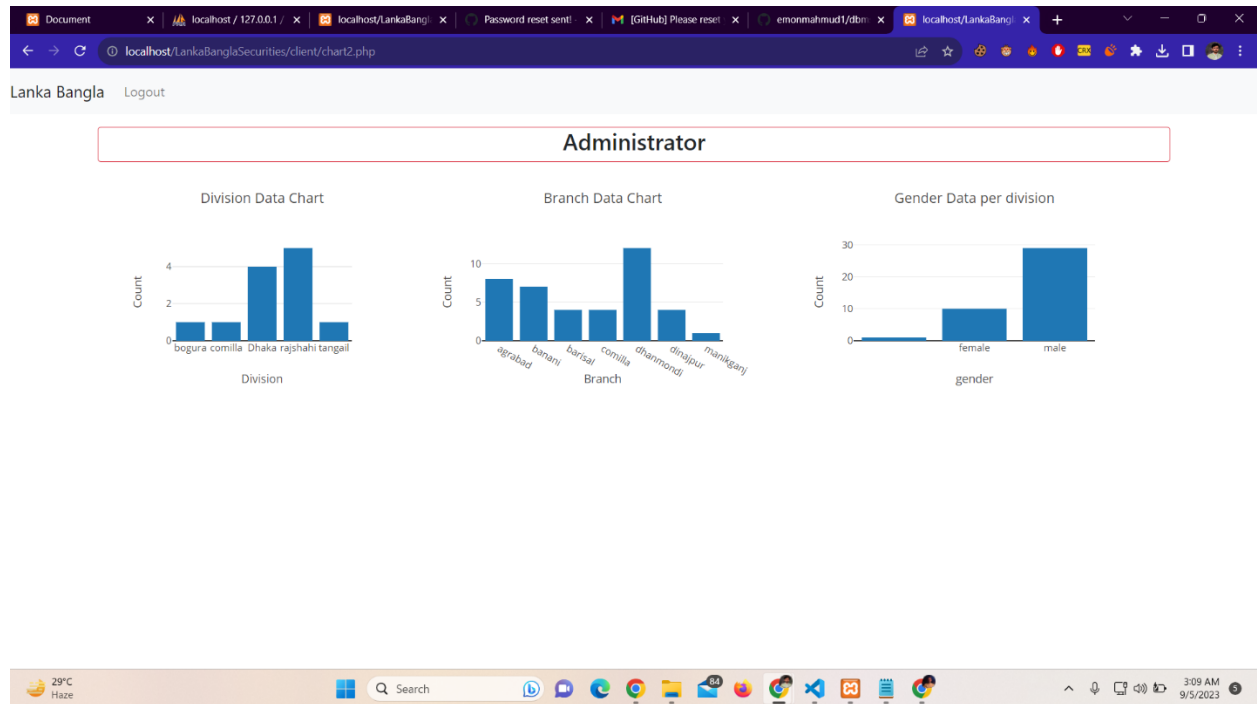 Document
localhost / 127.0.0.1 /
localhost/LankaBangl
Password reset sent! ·
[GitHub] Please reset
emonmahmud1/dbm
localhost/LankaBangl
localhost/LankaBanglaSecurities/client/chart2.php
CRX
Lanka Bangla
Logout
Administrator
Division Data Chart
4
2
0
Count
bogura comilla Dhaka rajshahi tangail
Division
Branch Data Chart
10
5
0
Count
agrabad banani barisal comilla dhanmondi dinajpur manikganj
Branch
Gender Data per division
30
20
10
0
Count
female male
gender
29°C
Haze
Search
84
3:09 AM
9/5/2023
5